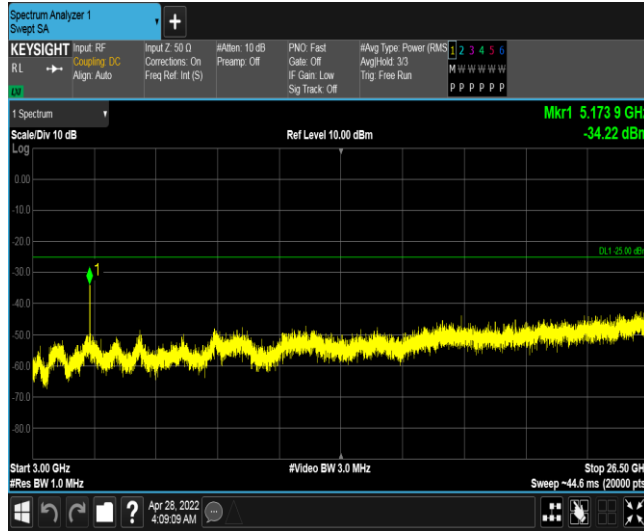 Spectrum Analyzer 1
Swept SA
+
KEYSIGHT
RL
Input: RF
Coupling: DC
Align: Auto
Input Z: 50 Ω
Corrections: On
Freq Ref: Int (S)
#Atten: 10 dB
Preamp: Off
PNO: Fast
Gate: Off
IF Gain: Low
Sig Track: Off
#Avg Type: Power (RMS
Avg|Hold: 3/3
Trig: Free Run
1 2 3 4 5 6
M W W W W W
P P P P P P
1 Spectrum
Mkr1 5.173 9 GHz
-34.22 dBm
Scale/Div 10 dB
Ref Level 10.00 dBm
Log
0.00
-10.0
-20.0
DL1 -25.00 dBm
1
-30.0
-40.0
-50.0
-60.0
-70.0
-80.0
Start 3.00 GHz
#Video BW 3.0 MHz
Stop 26.50 GH
#Res BW 1.0 MHz
Sweep ~44.6 ms (20000 pts
?
Apr 28, 2022
4:09:09 AM